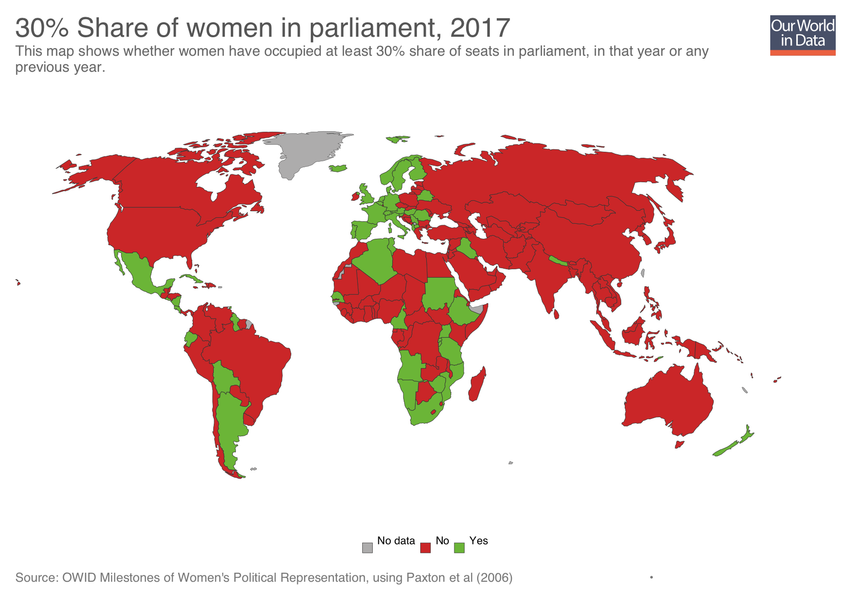 30% Share of women in parliament, 2017
This map shows whether women have occupied at least 30% share of seats in parliament, in that year or any
previous year.
Our World
in Data
No data
No
Yes
Source: OWID Milestones of Women's Political Representation, using Paxton et al (2006)